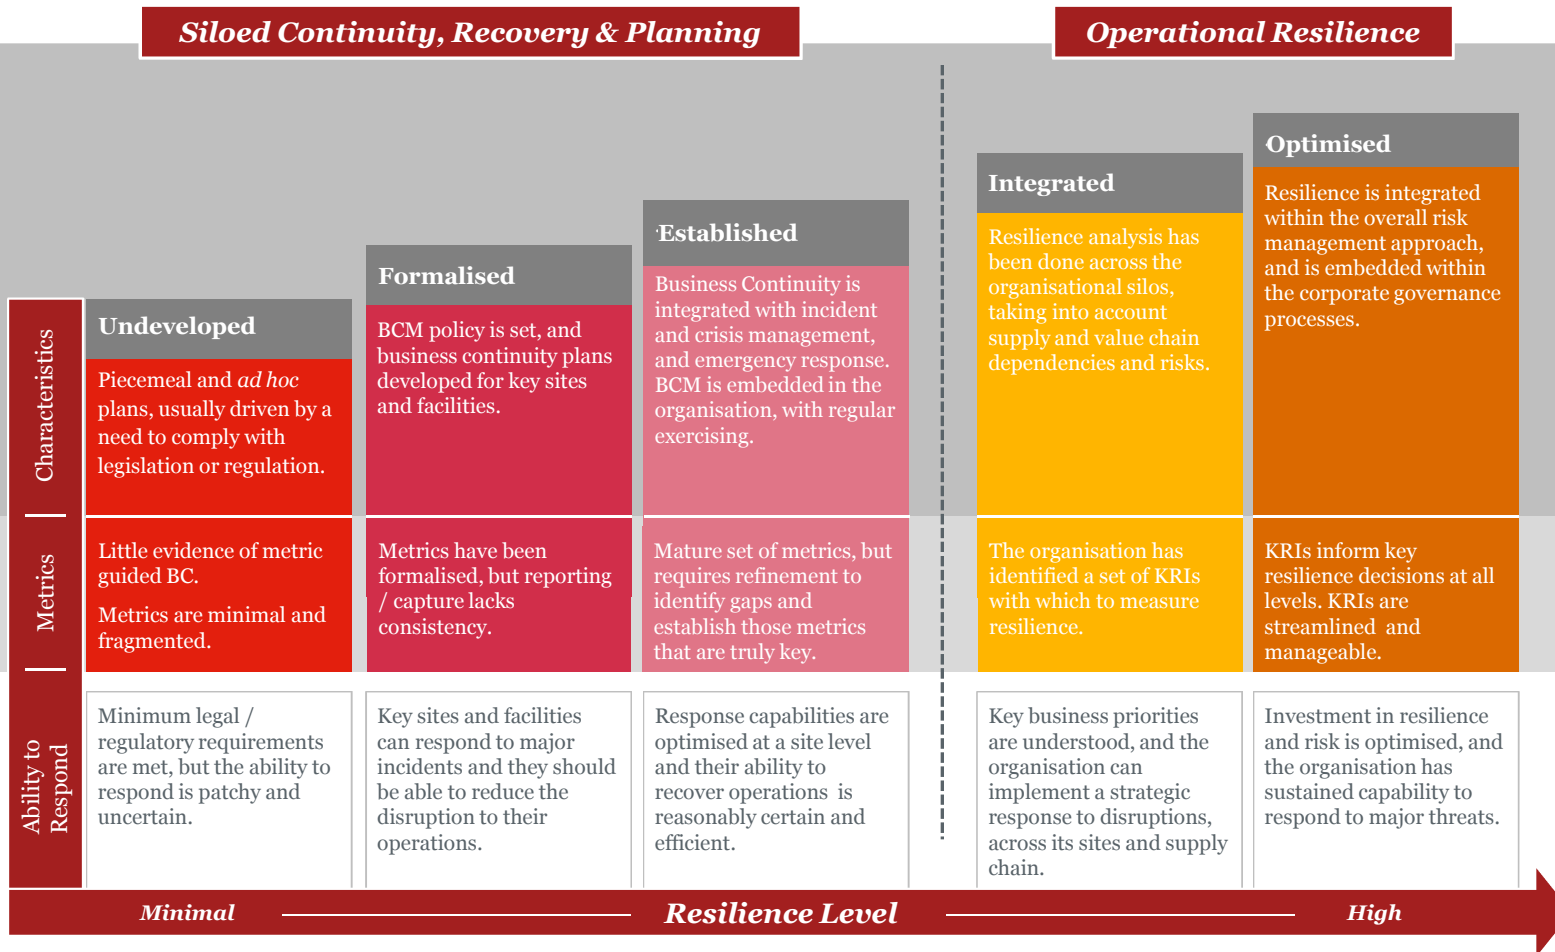 Siloed Continuity, Recovery & Planning
Operational Resilience
Characteristics
Metrics
Ability to
Respond
Undeveloped
Piecemeal and ad hoc
plans, usually driven by a
need to comply with
legislation or regulation.
Little evidence of metric
guided BC.
Metrics are minimal and
fragmented.
Minimum legal /
regulatory requirements
are met, but the ability to
respond is patchy and
uncertain.
Formalised
BCM policy is set, and
business continuity plans
developed for key sites
and facilities.
Metrics have been
formalised, but reporting
/ capture lacks
consistency.
Key sites and facilities
can respond to major
incidents and they should
be able to reduce the
disruption to their
operations.
Established
Business Continuity is
integrated with incident
and crisis management,
and emergency response.
BCM is embedded in the
organisation, with regular
exercising.
Mature set of metrics, but
requires refinement to
identify gaps and
establish those metrics
that are truly key.
Response capabilities are
optimised at a site level
and their ability to
recover operations is
reasonably certain and
efficient.
Integrated
Resilience analysis has
been done across the
organisational silos,
taking into account
supply and value chain
dependencies and risks.
The organisation has
identified a set of KRIs
with which to measure
resilience.
Key business priorities
are understood, and the
organisation can
implement a strategic
response to disruptions,
across its sites and supply
chain.
Optimised
Resilience is integrated
within the overall risk
management approach,
and is embedded within
the corporate governance
processes.
KRIs inform key
resilience decisions at all
levels. KRIs are
streamlined and
manageable.
Investment in resilience
and risk is optimised, and
the organisation has
sustained capability to
respond to major threats.
Minimal
Resilience Level
High